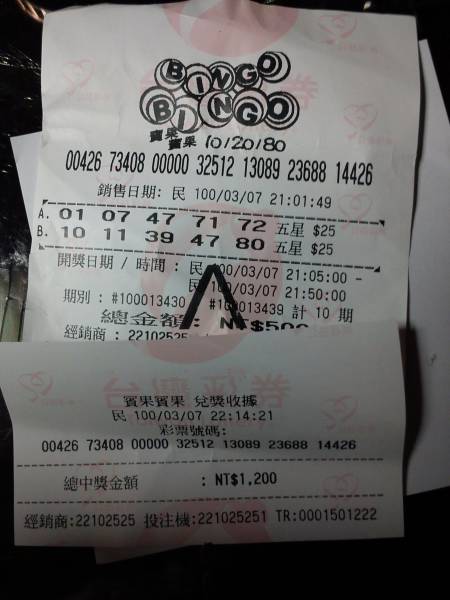 BINGO
BINGO
賓果
賓果 10/20/80
00426 73408 00000 32512 13089 23688 14426
銷售日期: 民 100/03/07 21:01:49
A. 01 07 47 71 72 五星 $25
B. 10 11 39 47 80 五星 $25
開獎日期 / 時間 : 民 100/03/07 21:05:00 -
民 100/03/07 21:50:00
期別 : #100013430 - #100013439 計 10 期
總金額: NT$500
經銷商 : 22102525
賓果賓果 兌獎收據
民 100/03/07 22:14:21
彩票號碼:
00426 73408 00000 32512 13089 23688 14426
總中獎金額 : NT$1,200
經銷商:22102525 投注機:221025251 TR:0001501222